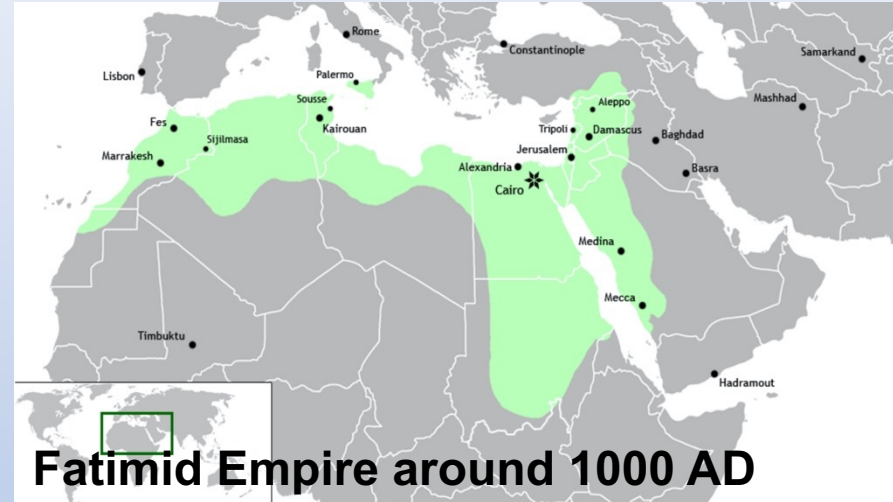 Rome
Constantinople
Samarkand
Lisbon
Palermo
Mashhad
Sousse
Aleppo
Fes
Kairouan
Tripoli
Damascus
Baghdad
Sijilmasa
Jerusalem
Marrakesh
Alexandria
Basra
Cairo
Medina
Mecca
Timbuktu
Hadramout
Fatimid Empire around 1000 AD